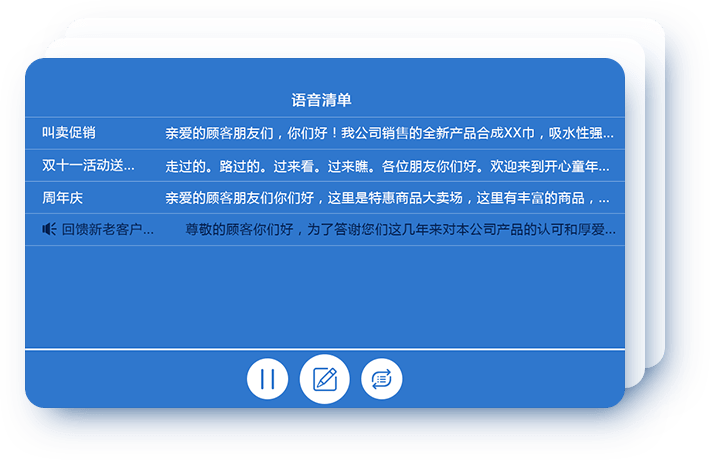 语音清单
叫卖促销 亲爱的顾客朋友们，你们好！我公司销售的全新产品合成XX巾，吸水性强...
双十一活动送... 走过的。路过的。过来看。过来瞧。各位朋友你们好。欢迎来到开心童年...
周年庆 亲爱的顾客朋友们你们好，这里是特惠商品大卖场，这里有丰富的商品，...
回馈新老客户... 尊敬的顾客你们好，为了答谢您们这几年来对本公司产品的认可和厚爱...